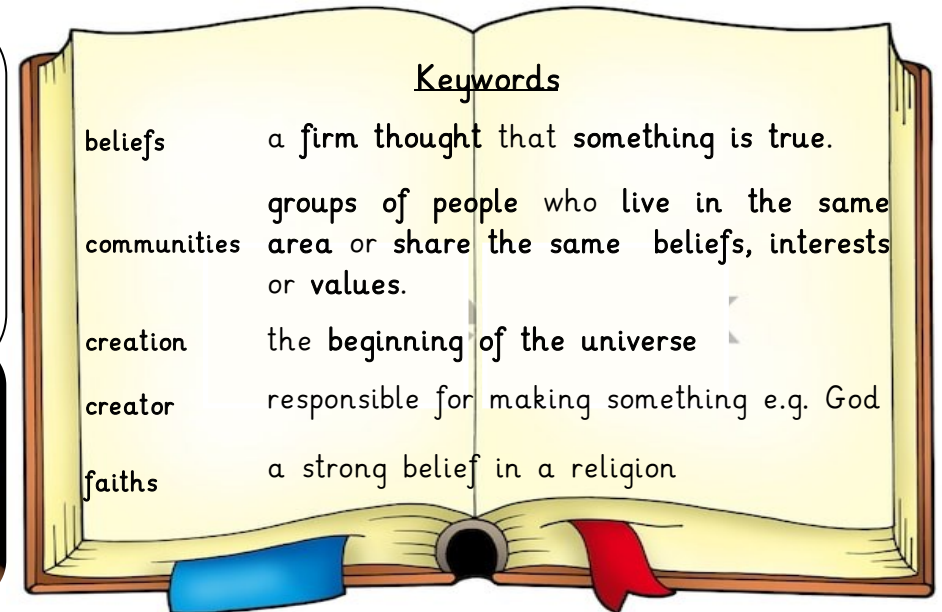 Keywords
beliefs a firm thought that something is true.
groups of people who live in the same
communities area or share the same beliefs, interests
or values.
creation the beginning of the universe
creator responsible for making something e.g. God
faiths a strong belief in a religion